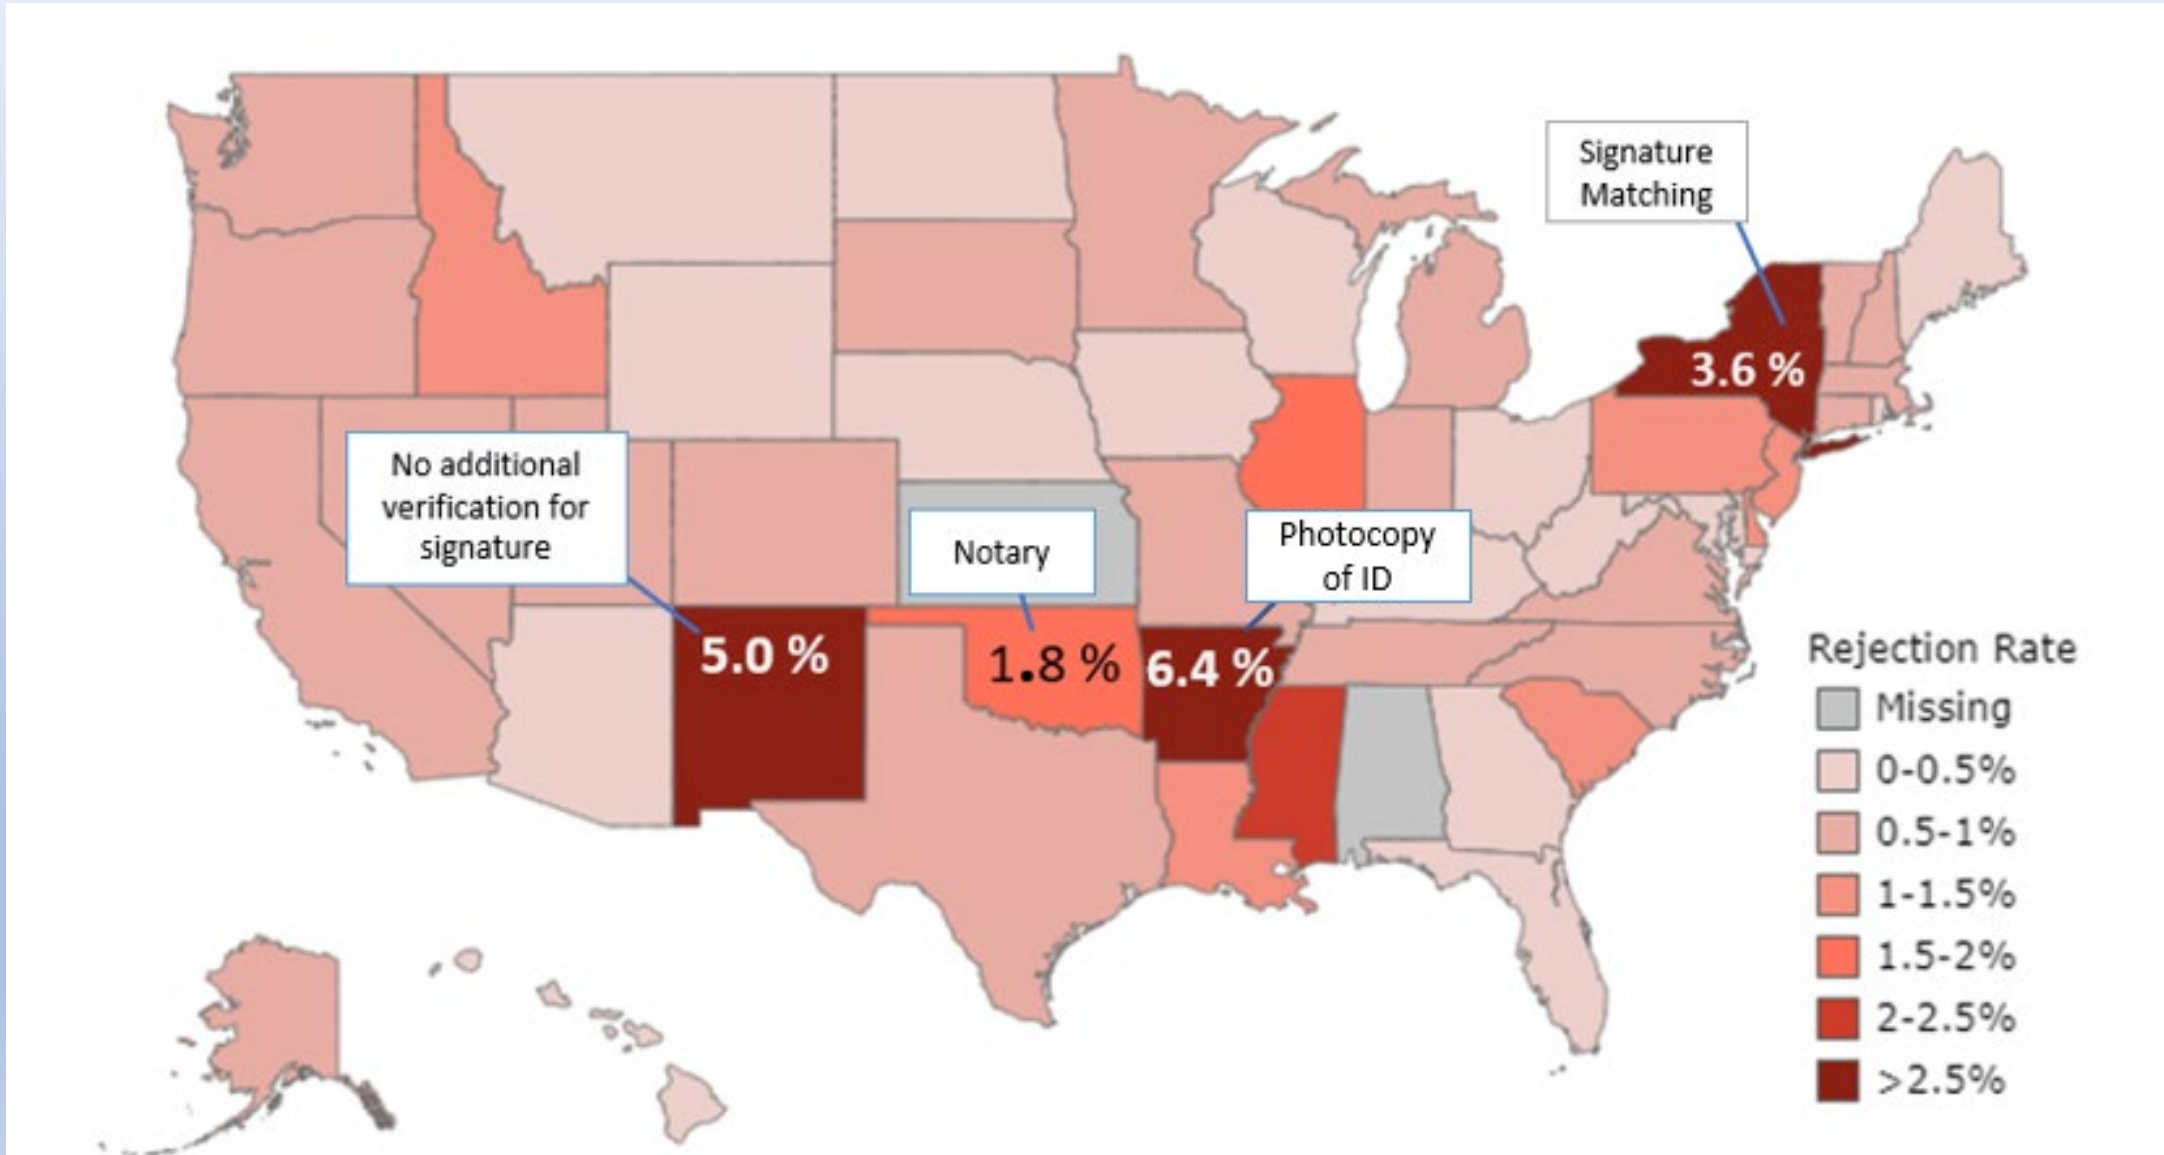 Signature
Matching
3.6 %
No additional
verification for
signature
Notary
Photocopy
of ID
5.0 %
1.8 %
6.4 %
Rejection Rate
Missing
0-0.5%
0.5-1%
1-1.5%
1.5-2%
2-2.5%
>2.5%